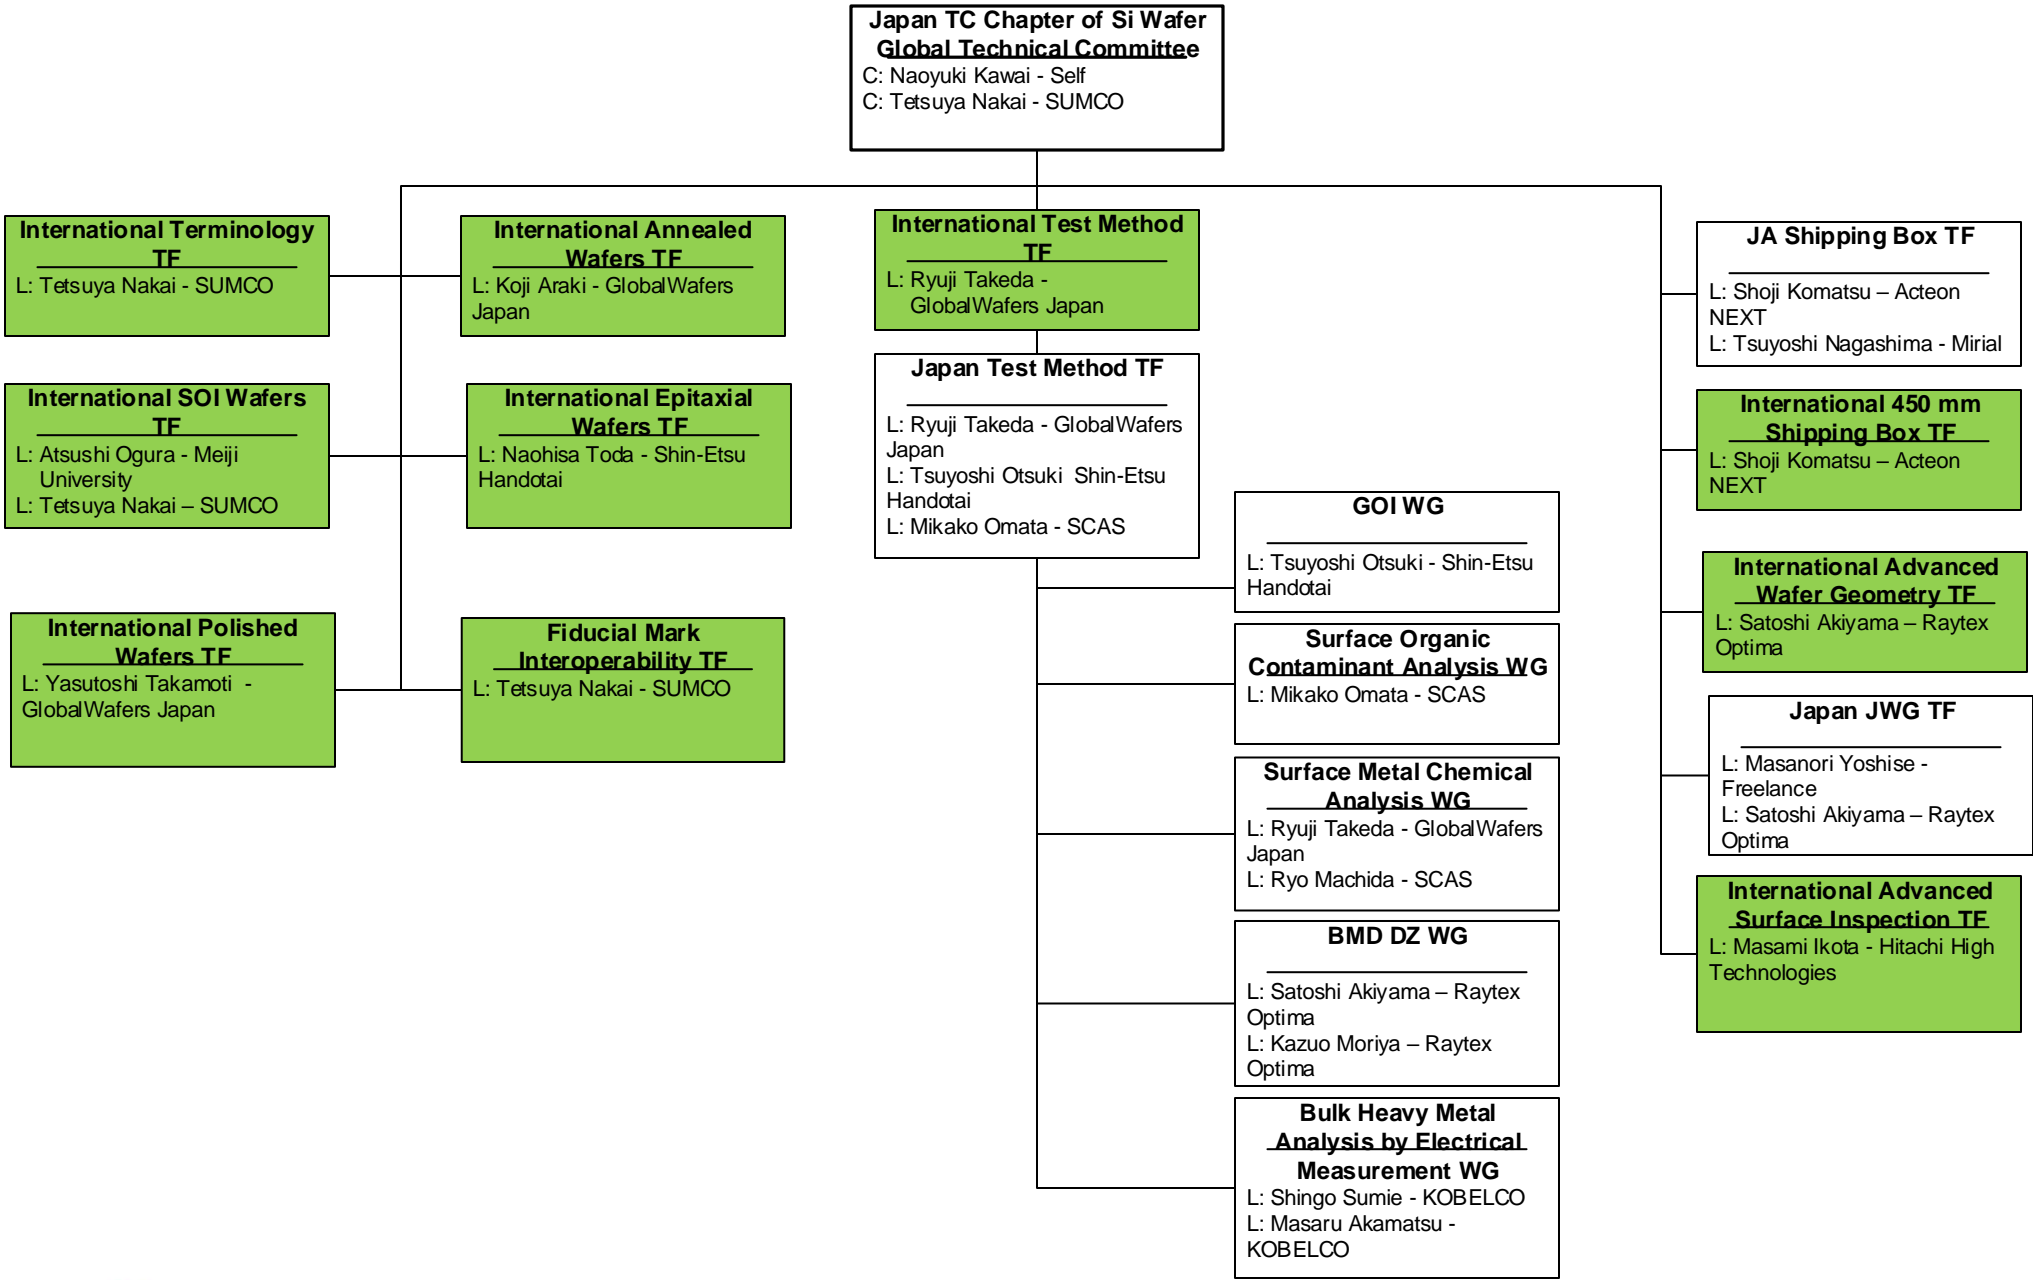 Japan TC Chapter of Si Wafer
Global Technical Committee
C: Naoyuki Kawai - Self
C: Tetsuya Nakai - SUMCO
International Terminology
TF
L: Tetsuya Nakai - SUMCO
International Annealed
Wafers TF
L: Koji Araki - GlobalWafers
Japan
International SOI Wafers
TF
L: Atsushi Ogura - Meiji
University
L: Tetsuya Nakai – SUMCO
International Epitaxial
Wafers TF
L: Naohisa Toda - Shin-Etsu
Handotai
International Polished
Wafers TF
L: Yasutoshi Takamoti  -
GlobalWafers Japan
Fiducial Mark
Interoperability TF
L: Tetsuya Nakai - SUMCO
International Test Method
TF
L: Ryuji Takeda -
GlobalWafers Japan
Japan Test Method TF
L: Ryuji Takeda - GlobalWafers
Japan
L: Tsuyoshi Otsuki  Shin-Etsu
Handotai
L: Mikako Omata - SCAS
GOI WG
L: Tsuyoshi Otsuki - Shin-Etsu
Handotai
Surface Organic
Contaminant Analysis WG
L: Mikako Omata - SCAS
Surface Metal Chemical
Analysis WG
L: Ryuji Takeda - GlobalWafers
Japan
L: Ryo Machida - SCAS
BMD DZ WG
L: Satoshi Akiyama – Raytex
Optima
L: Kazuo Moriya – Raytex
Optima
Bulk Heavy Metal
Analysis by Electrical
Measurement WG
L: Shingo Sumie - KOBELCO
L: Masaru Akamatsu -
KOBELCO
JA Shipping Box TF
L: Shoji Komatsu – Acteon
NEXT
L: Tsuyoshi Nagashima - Mirial
International 450 mm
Shipping Box TF
L: Shoji Komatsu – Acteon
NEXT
International Advanced
Wafer Geometry TF
L: Satoshi Akiyama – Raytex
Optima
Japan JWG TF
L: Masanori Yoshise -
Freelance
L: Satoshi Akiyama – Raytex
Optima
International Advanced
Surface Inspection TF
L: Masami Ikota - Hitachi High
Technologies